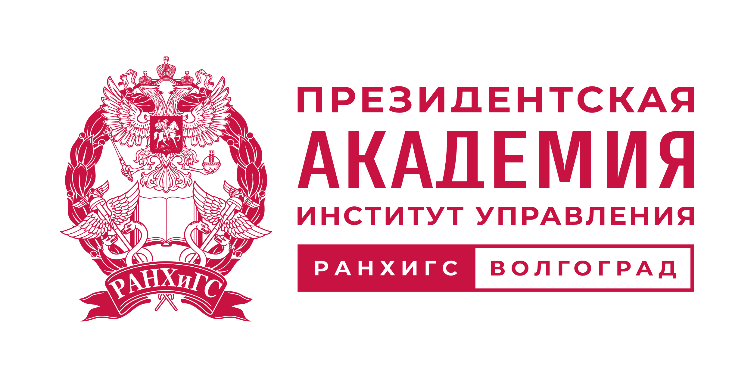 РАНХиГС
ПРЕЗИДЕНТСКАЯ
АКАДЕМИЯ
ИНСТИТУТ УПРАВЛЕНИЯ
РАНХИГС ВОЛГОГРАД